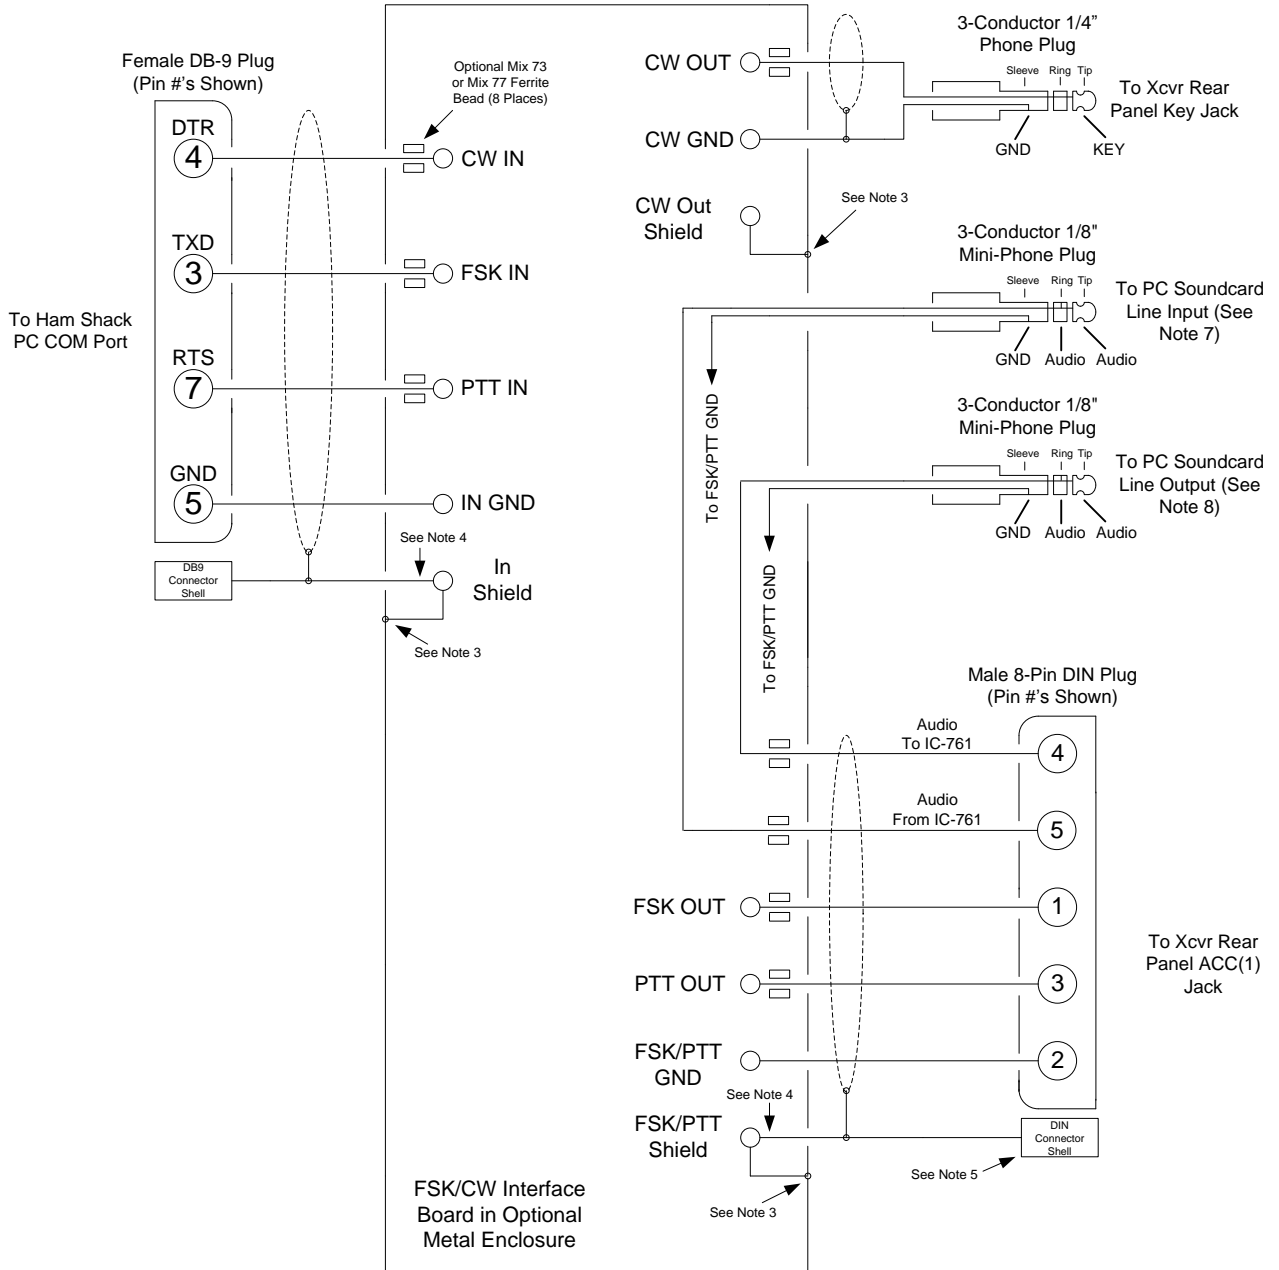 Female DB-9 Plug
(Pin #'s Shown)
DTR
4
TXD
3
RTS
7
GND
5
To Ham Shack
PC COM Port
DB9
Connector
Shell
Optional Mix 73
or Mix 77 Ferrite
Bead (8 Places)
CW IN
FSK IN
PTT IN
IN GND
See Note 4
In
Shield
See Note 3
CW OUT
CW GND
CW Out
Shield
See Note 3
3-Conductor 1/4”
Phone Plug
Sleeve Ring Tip
GND KEY
To Xcvr Rear
Panel Key Jack
3-Conductor 1/8"
Mini-Phone Plug
Sleeve Ring Tip
GND Audio Audio
To PC Soundcard
Line Input (See
Note 7)
To FSK/PTT GND
3-Conductor 1/8"
Mini-Phone Plug
Sleeve Ring Tip
GND Audio Audio
To PC Soundcard
Line Output (See
Note 8)
To FSK/PTT GND
Male 8-Pin DIN Plug
(Pin #’s Shown)
Audio
To IC-761
4
Audio
From IC-761
5
FSK OUT
1
PTT OUT
3
FSK/PTT
GND
2
To Xcvr Rear
Panel ACC(1)
Jack
See Note 4
FSK/PTT
Shield
DIN
Connector
Shell
See Note 5
See Note 3
FSK/CW Interface
Board in Optional
Metal Enclosure